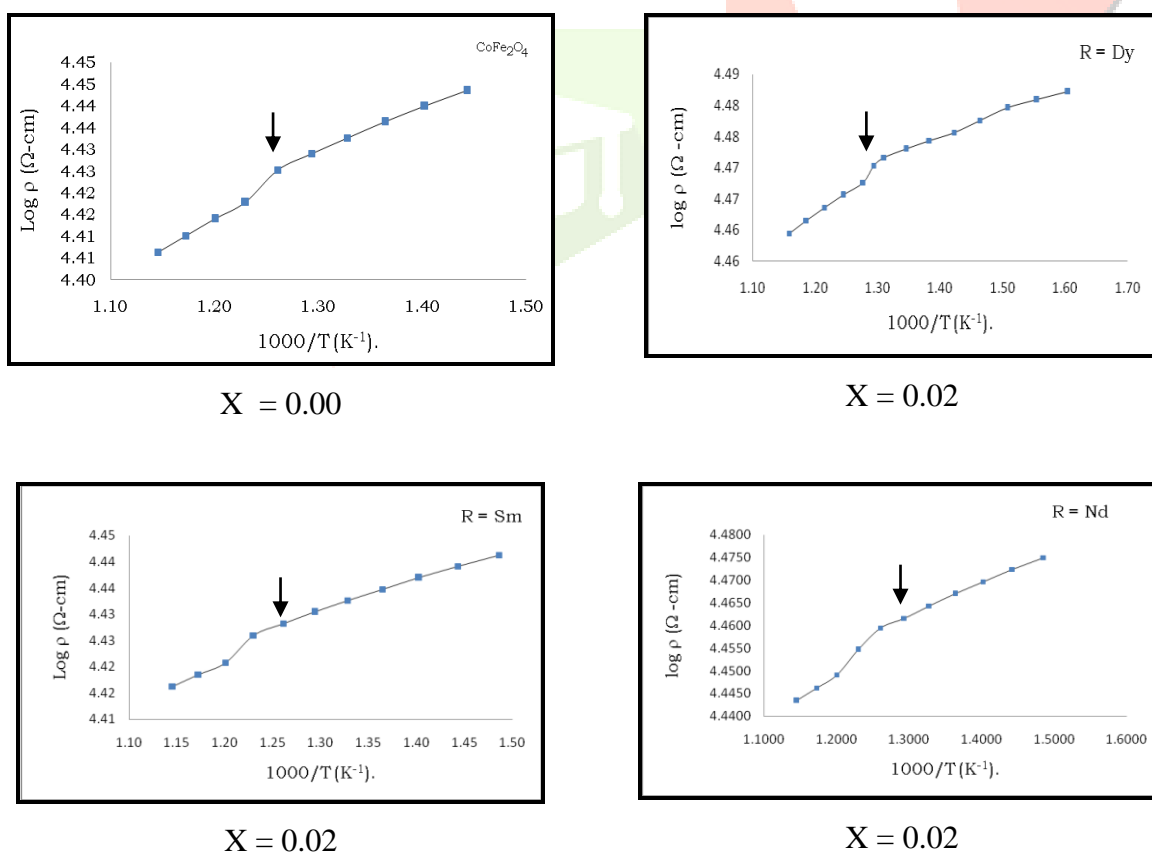 CoFe₂O₄
Log ρ (Ω-cm)
4.45
4.45
4.44
4.44
4.43
4.43
4.42
4.42
4.41
4.41
4.40
1.10 1.20 1.30 1.40 1.50
1000/T(K⁻¹).
X = 0.00
R = Dy
log ρ (Ω -cm)
4.49
4.48
4.48
4.47
4.47
4.46
4.46
1.10 1.20 1.30 1.40 1.50 1.60 1.70
1000/T(K⁻¹).
X = 0.02
R = Sm
Log ρ (Ω-cm)
4.45
4.44
4.44
4.43
4.43
4.42
4.42
4.41
1.10 1.15 1.20 1.25 1.30 1.35 1.40 1.45 1.50
1000/T(K⁻¹).
X = 0.02
R = Nd
log ρ (Ω -cm)
4.4800
4.4750
4.4700
4.4650
4.4600
4.4550
4.4500
4.4450
4.4400
1.1000 1.2000 1.3000 1.4000 1.5000 1.6000
1000/T(K⁻¹).
X = 0.02